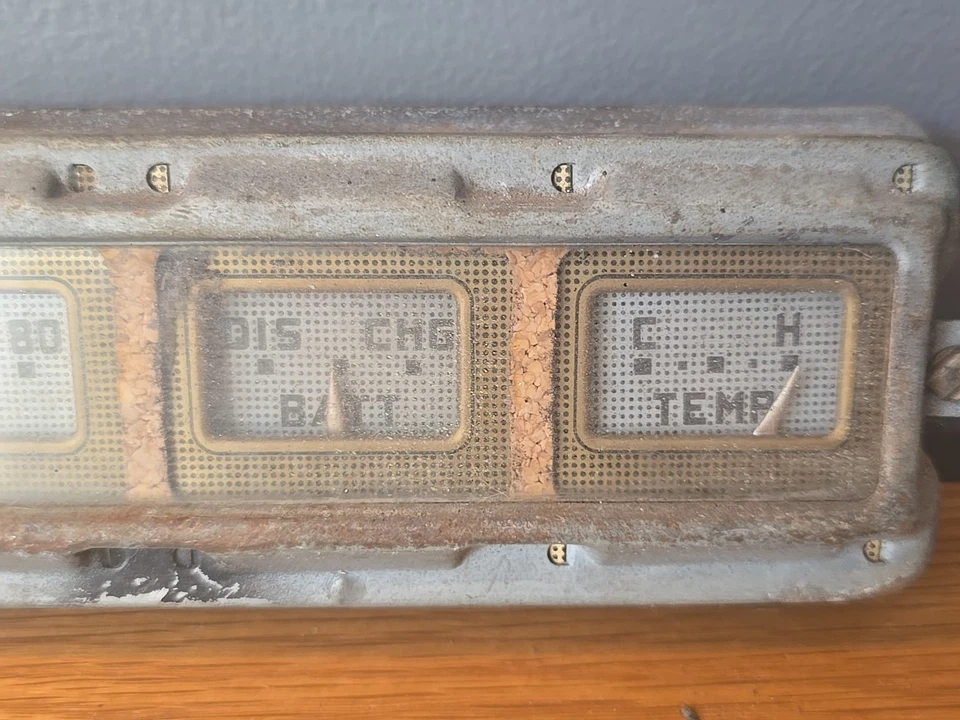 80
DIS CHG
BATT
C H
TEMP